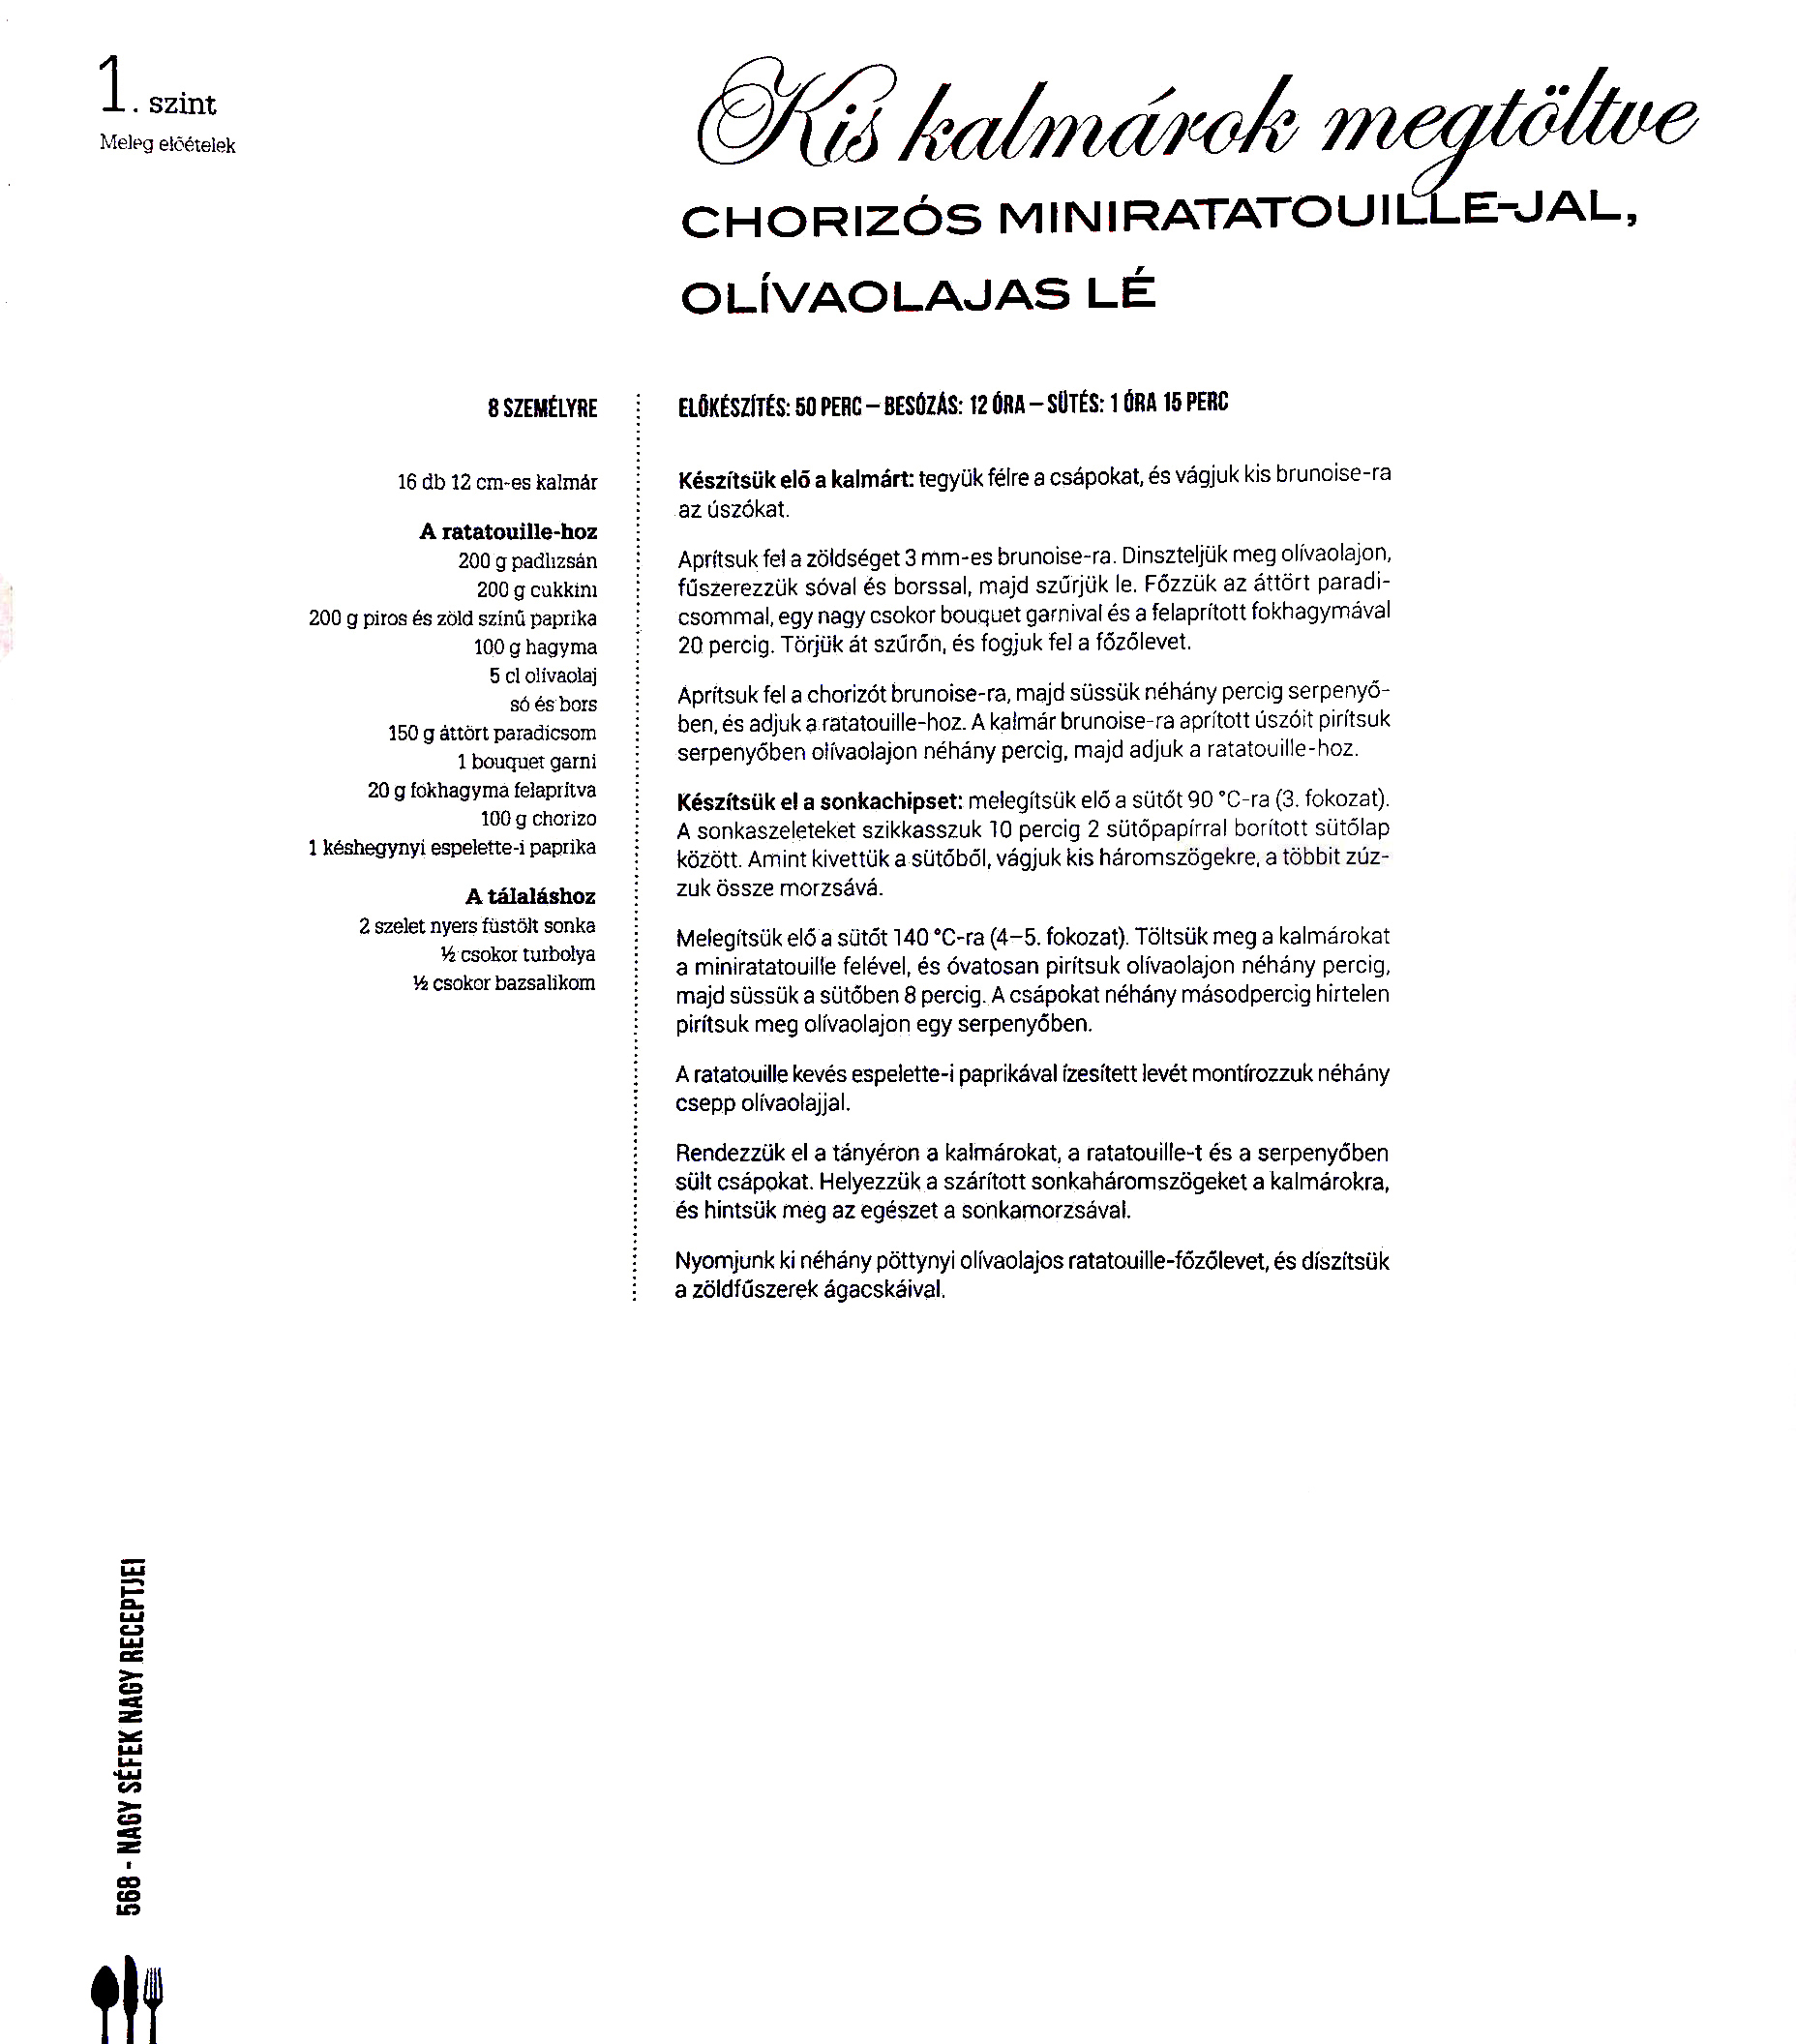 1. szint
Meleg előételek
Kis kalmárok megtöltve
CHORIZÓS MINIRATATOUILLE-JAL,
OLÍVAOLAJAS LÉ
8 SZEMÉLYRE
16 db 12 cm-es kalmár
A ratatouille-hoz
200 g padlizsán
200 g cukkini
200 g piros és zöld színű paprika
100 g hagyma
5 cl olívaolaj
só és bors
150 g áttört paradicsom
1 bouquet garni
20 g fokhagyma felaprítva
100 g chorizo
1 késhegynyi espelette-i paprika
A tálaláshoz
2 szelet nyers füstölt sonka
½ csokor turbolya
½ csokor bazsalikom
ELŐKÉSZÍTÉS: 50 PERC – BESÓZÁS: 12 ÓRA – SÜTÉS: 1 ÓRA 15 PERC
Készítsük elő a kalmárt: tegyük félre a csápokat, és vágjuk kis brunoise-ra
az úszókat.
Aprítsuk fel a zöldséget 3 mm-es brunoise-ra. Dinszteljük meg olívaolajon,
fűszerezzük sóval és borssal, majd szűrjük le. Főzzük az áttört paradi-
csommal, egy nagy csokor bouquet garnival és a felaprított fokhagymával
20 percig. Törjük át szűrőn, és fogjuk fel a főzőlevet.
Aprítsuk fel a chorizót brunoise-ra, majd süssük néhány percig serpenyő-
ben, és adjuk a ratatouille-hoz. A kalmár brunoise-ra aprított úszóit pirítsuk
serpenyőben olívaolajon néhány percig, majd adjuk a ratatouille-hoz.
Készítsük el a sonkachipset: melegítsük elő a sütőt 90 °C-ra (3. fokozat).
A sonkaszeleteket szikkasszuk 10 percig 2 sütőpapírral borított sütőlap
között. Amint kivettük a sütőből, vágjuk kis háromszögekre, a többit zúz-
zuk össze morzsává.
Melegítsük elő a sütőt 140 °C-ra (4–5. fokozat). Töltsük meg a kalmárokat
a miniratatouille felével, és óvatosan pirítsuk olívaolajon néhány percig,
majd süssük a sütőben 8 percig. A csápokat néhány másodpercig hirtelen
pirítsuk meg olívaolajon egy serpenyőben.
A ratatouille kevés espelette-i paprikával ízesített levét montírozzuk néhány
csepp olívaolajjal.
Rendezzük el a tányéron a kalmárokat, a ratatouille-t és a serpenyőben
sült csápokat. Helyezzük a szárított sonkaháromszögeket a kalmárokra,
és hintsük meg az egészet a sonkamorzsával.
Nyomjunk ki néhány pöttynyi olívaolajos ratatouille-főzőlevet, és díszítsük
a zöldfűszerek ágacskáival.
568 - NAGY SÉFEK NAGY RECEPTJEI